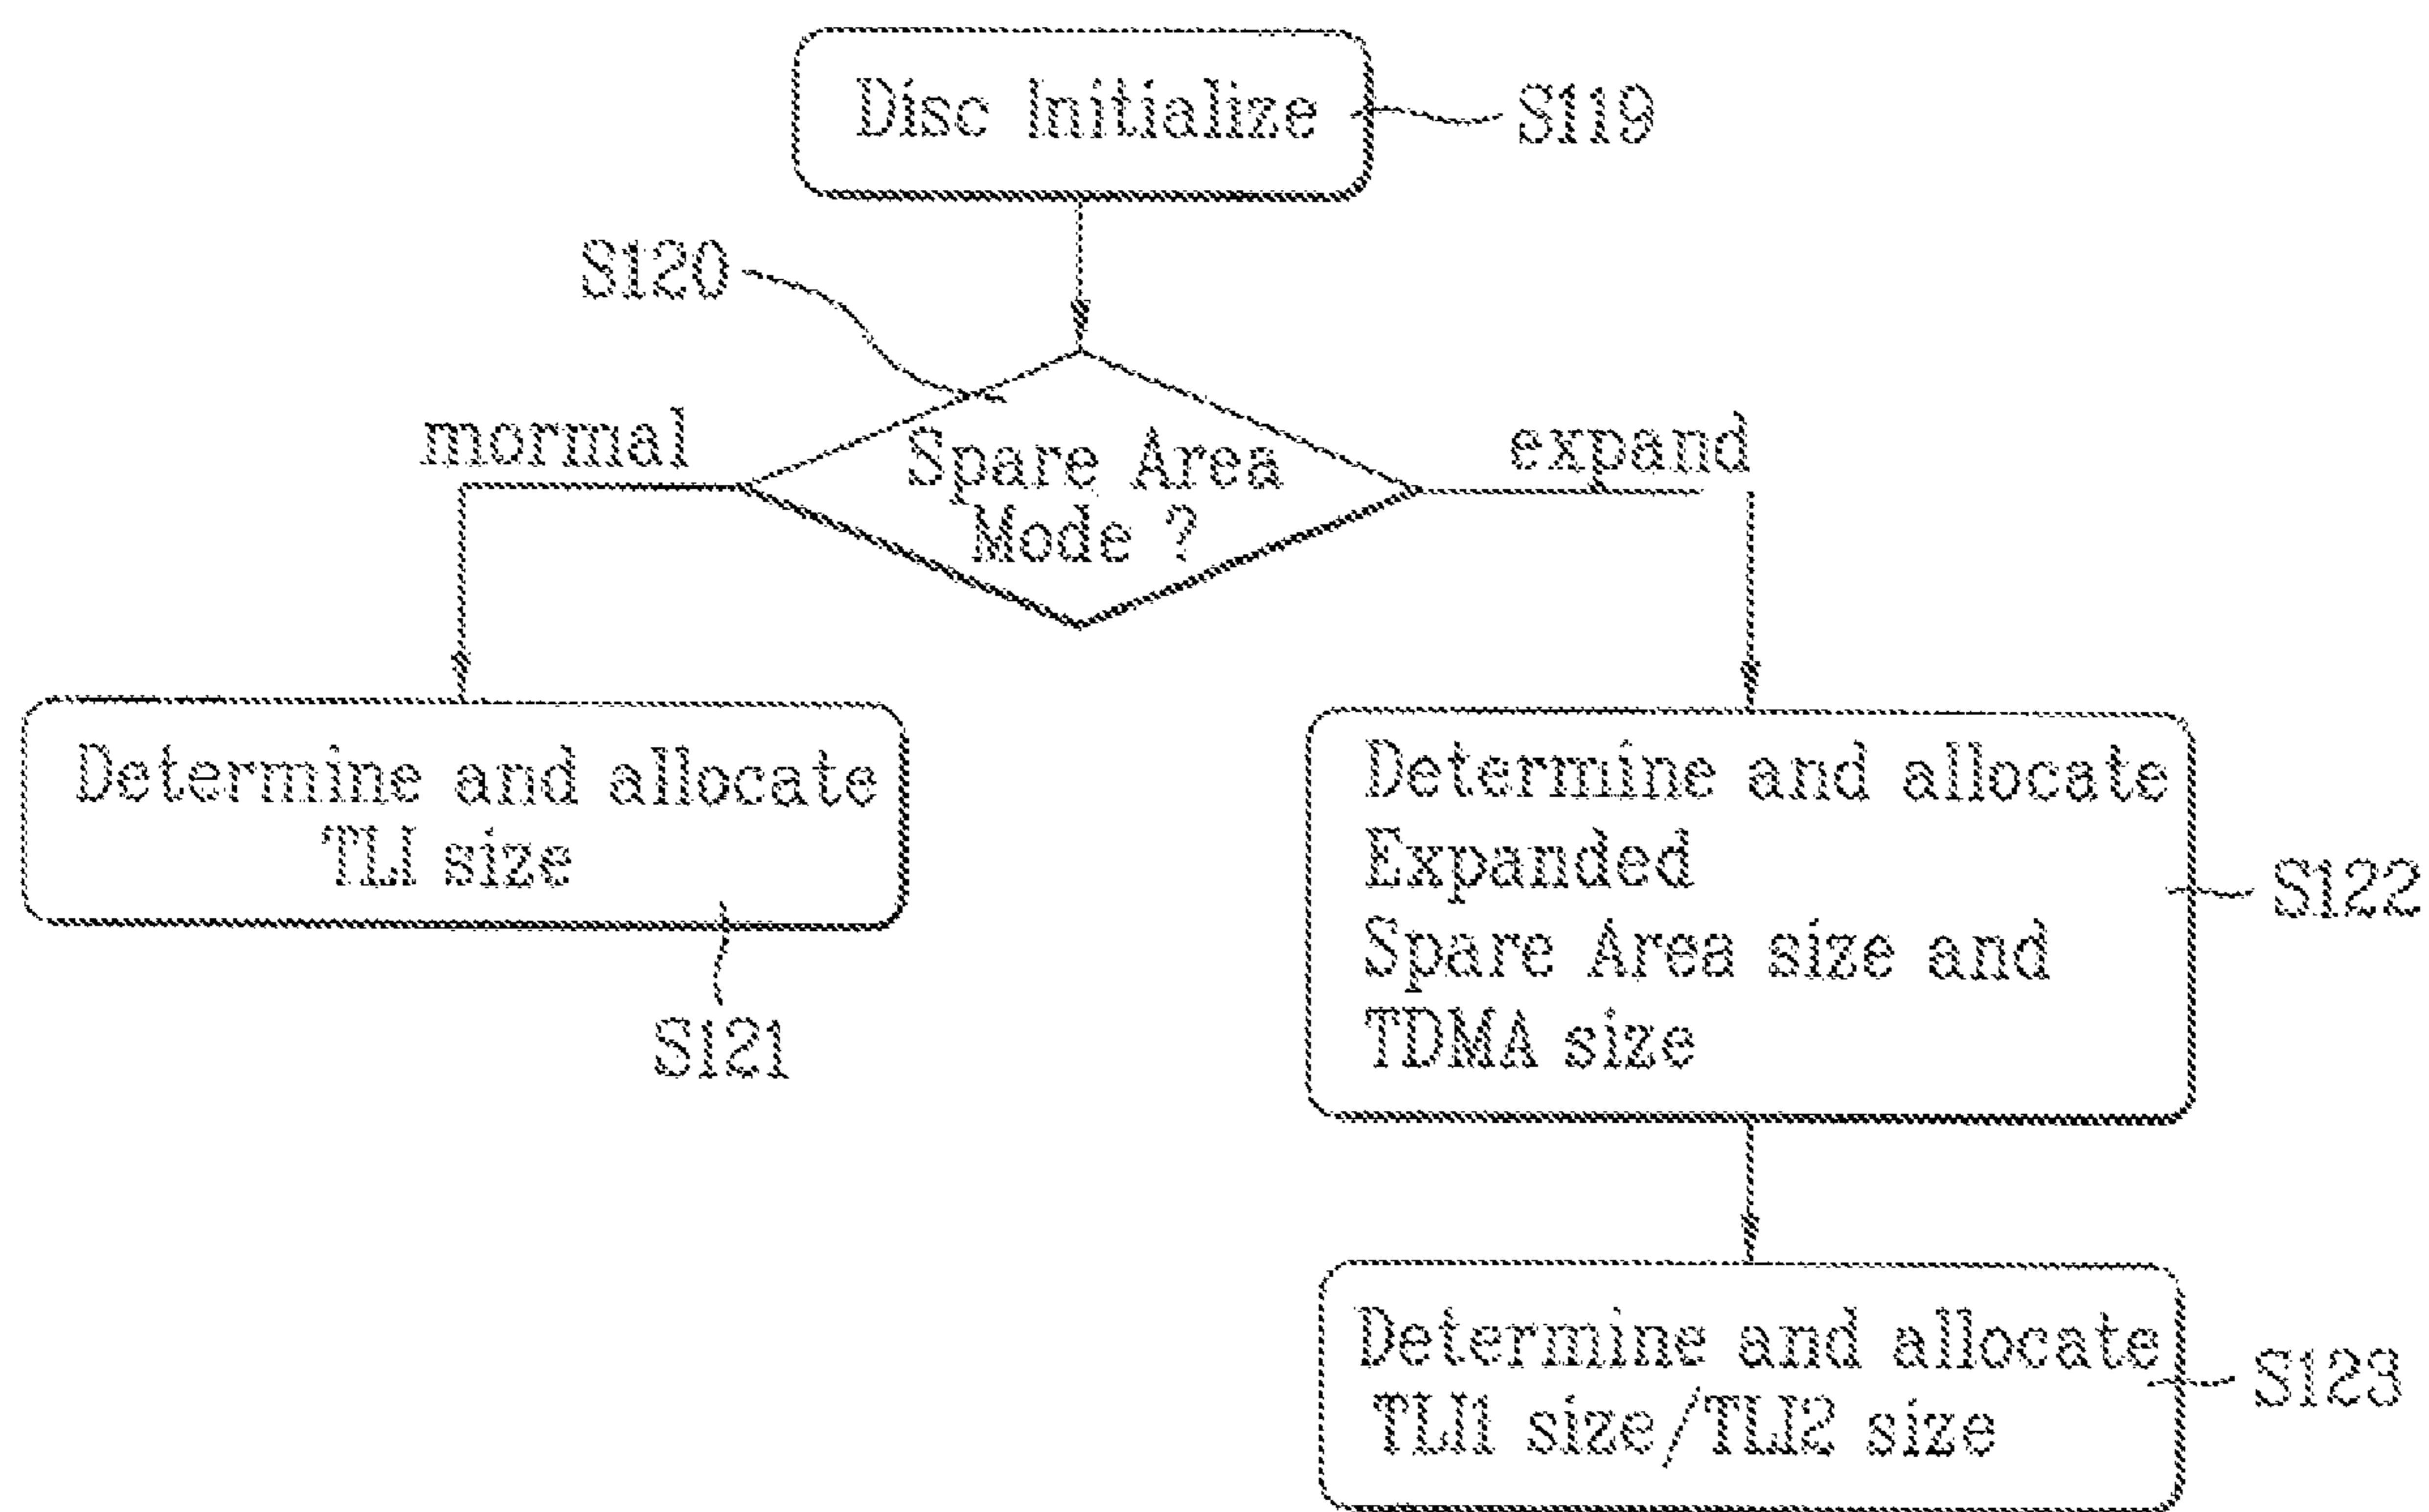 Disc Initialize
S119
S120
mormal
Spare Area
Mode ?
expand
Determine and allocate
TLI size
S121
Determine and allocate
Expanded
Spare Area size and
TDMA size
S122
Determine and allocate
TLI1 size/TLI2 size
S123